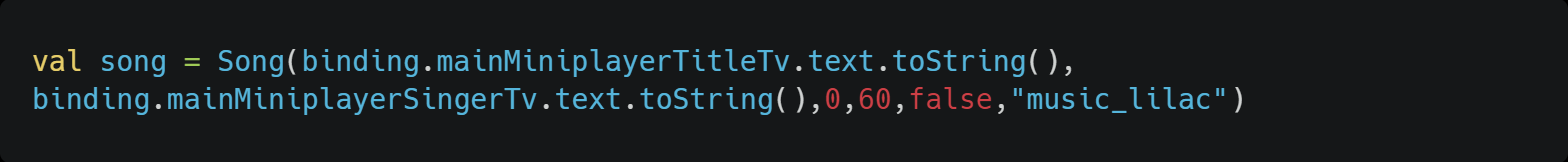 val song = Song(binding.mainMiniplayerTitleTv.text.toString(),
binding.mainMiniplayerSingerTv.text.toString(),0,60,false,"music_lilac")